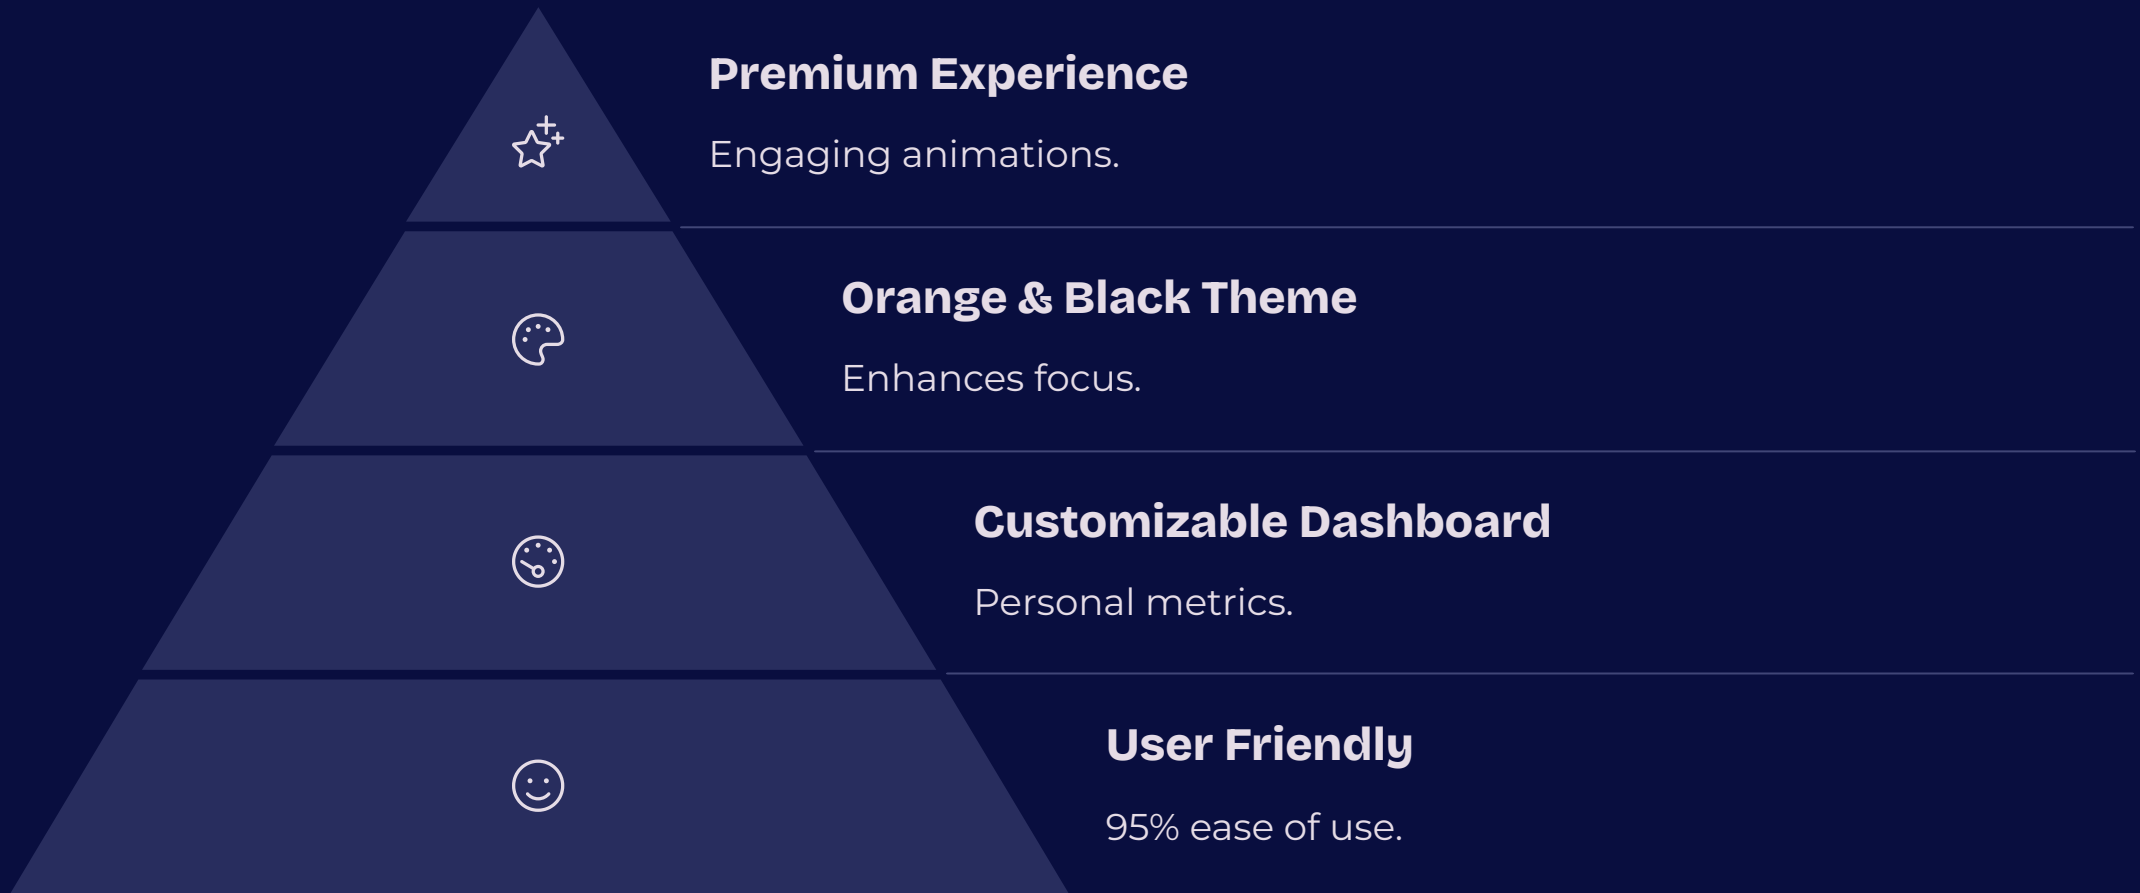 Premium Experience
Engaging animations.
Orange & Black Theme
Enhances focus.
Customizable Dashboard
Personal metrics.
User Friendly
95% ease of use.